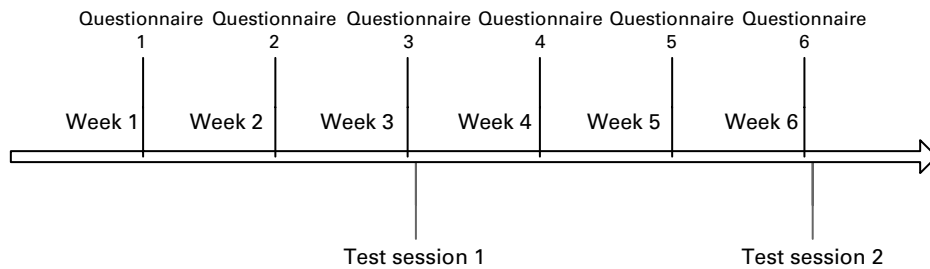 Questionnaire Questionnaire Questionnaire Questionnaire Questionnaire Questionnaire
1 2 3 4 5 6
Week 1 Week 2 Week 3 Week 4 Week 5 Week 6
Test session 1 Test session 2